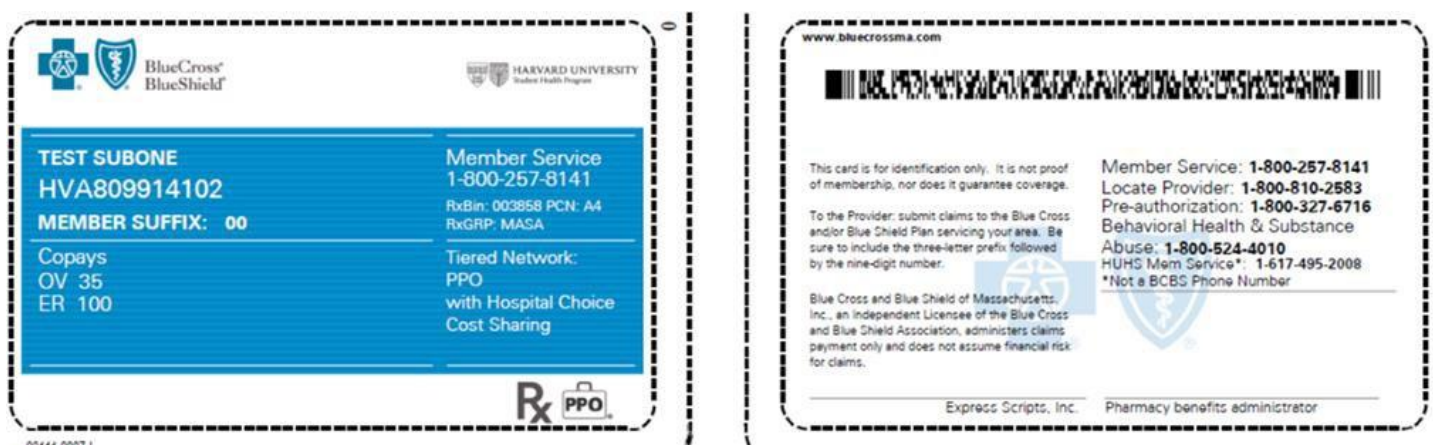 BlueCross®
BlueShield®
HARVARD UNIVERSITY
Student Health Program
TEST SUBONE
HVA809914102
MEMBER SUFFIX: 00
Member Service
1-800-257-8141
RxBin: 003858 PCN: A4
RxGRP: MASA
Copays
OV 35
ER 100
Tiered Network:
PPO
with Hospital Choice
Cost Sharing
Rx PPO
0
www.bluecrossma.com
This card is for identification only. It is not proof
of membership, nor does it guarantee coverage.
To the Provider: submit claims to the Blue Cross
and/or Blue Shield Plan servicing your area. Be
sure to include the three-letter prefix followed
by the nine-digit number.
Blue Cross and Blue Shield of Massachusetts,
Inc., an Independent Licensee of the Blue Cross
and Blue Shield Association, administers claims
payment only and does not assume financial risk
for claims.
Member Service: 1-800-257-8141
Locate Provider: 1-800-810-2583
Pre-authorization: 1-800-327-6716
Behavioral Health & Substance
Abuse: 1-800-524-4010
HUHS Mem Service*: 1-617-495-2008
*Not a BCBS Phone Number
Express Scripts, Inc.
Pharmacy benefits administrator